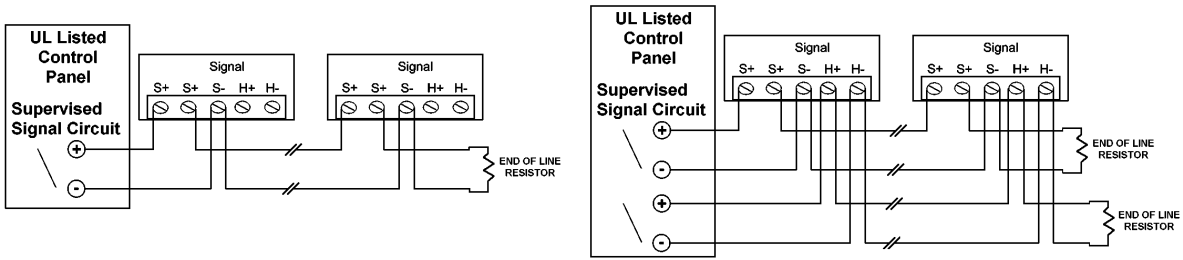 UL Listed
Control
Panel
Supervised
Signal Circuit
+
-
Signal
S+ S+ S- H+ H-
Signal
S+ S+ S- H+ H-
END OF LINE
RESISTOR
UL Listed
Control
Panel
Supervised
Signal Circuit
+
-
+
-
Signal
S+ S+ S- H+ H-
Signal
S+ S+ S- H+ H-
END OF LINE
RESISTOR
END OF LINE
RESISTOR